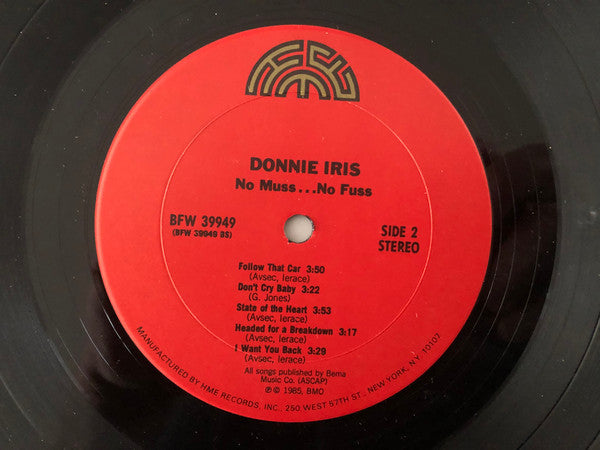 HME
DONNIE IRIS
No Muss...No Fuss
BFW 39949
(BFW 39949 BS)
SIDE 2
STEREO
Follow That Car 3:50
(Avsec, Ierace)
Don't Cry Baby 3:22
(G. Jones)
State of the Heart 3:53
(Avsec, Ierace)
Headed for a Breakdown 3:17
(Avsec, Ierace)
I Want You Back 3:29
(Avsec, Ierace)
All songs published by Bema
Music Co. (ASCAP)
℗ © 1985, BMO
MANUFACTURED BY HME RECORDS, INC., 250 WEST 57TH ST., NEW YORK, N.Y. 10107